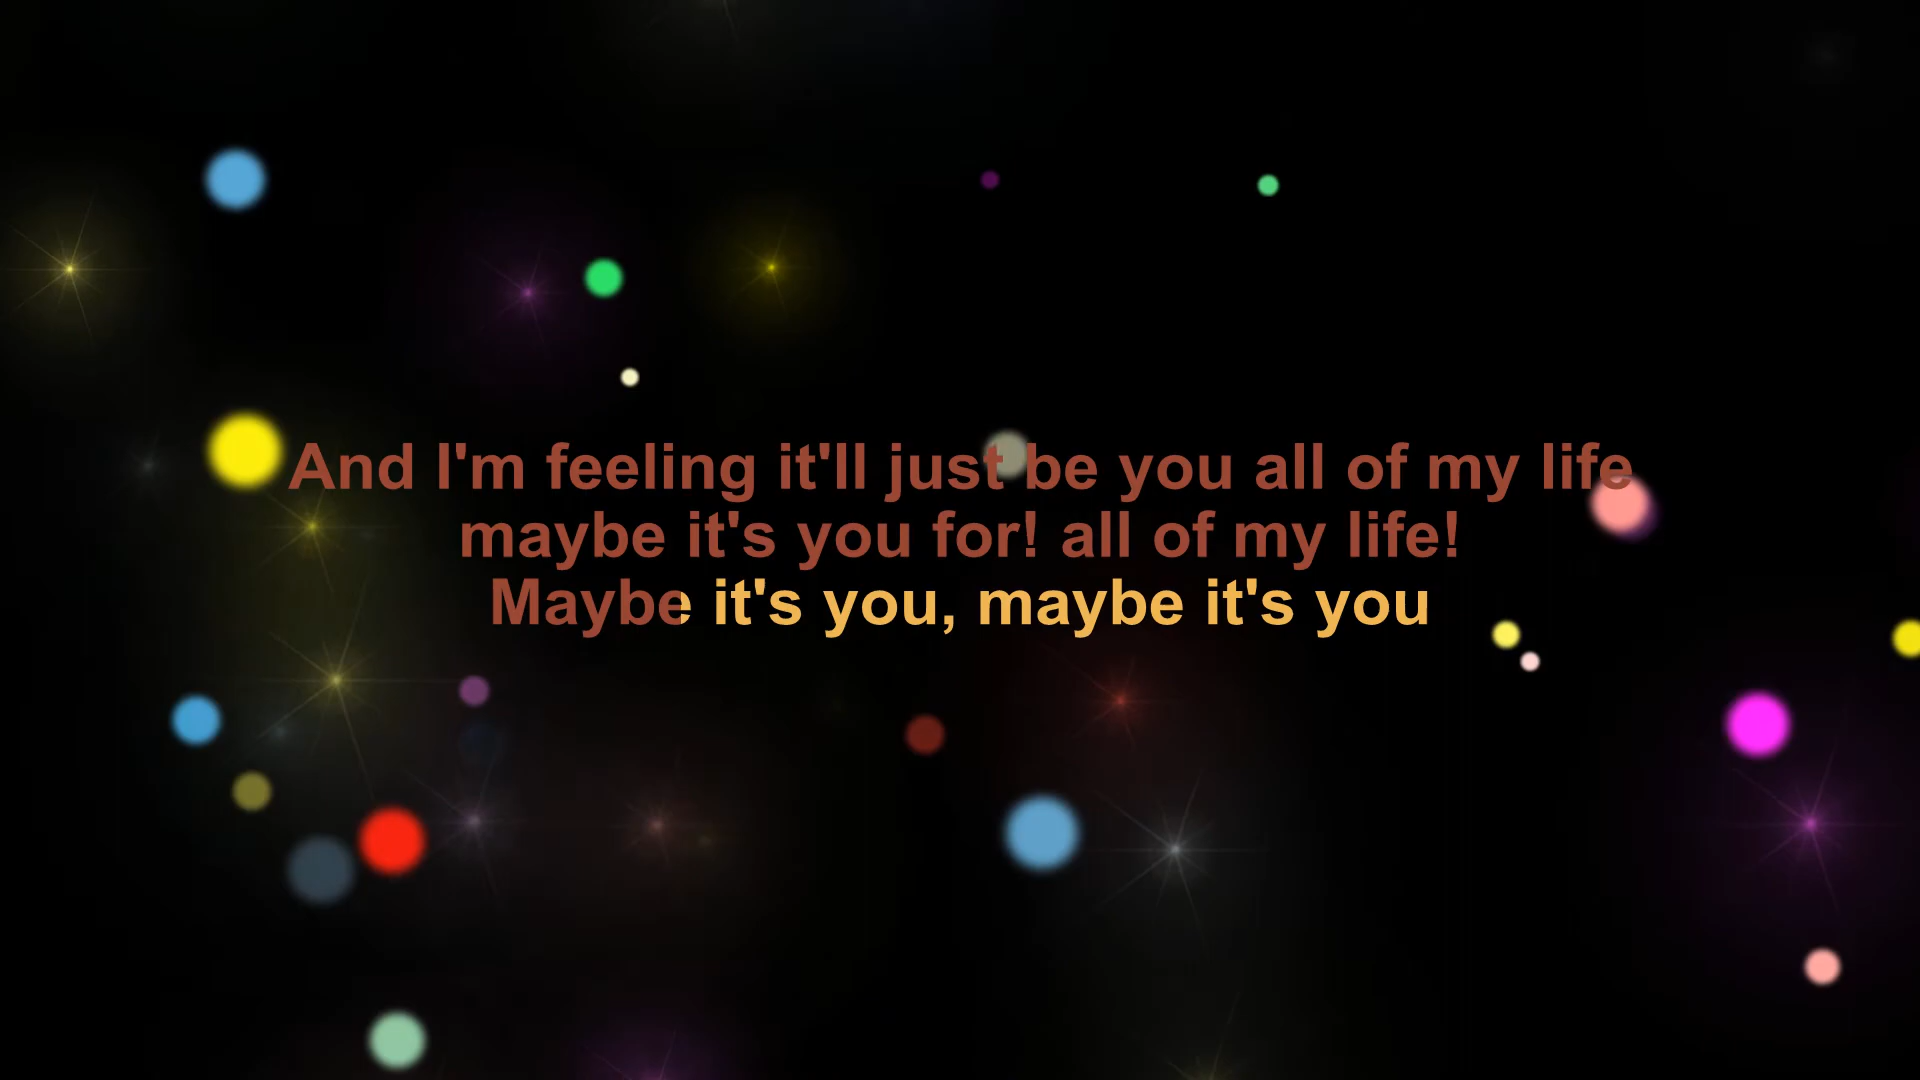 And I'm feeling it'll just be you all of my life
maybe it's you for! all of my life!
Maybe it's you, maybe it's you